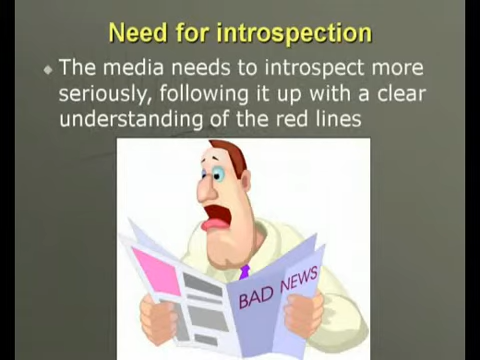 Need for introspection
The media needs to introspect more
seriously, following it up with a clear
understanding of the red lines
BAD NEWS